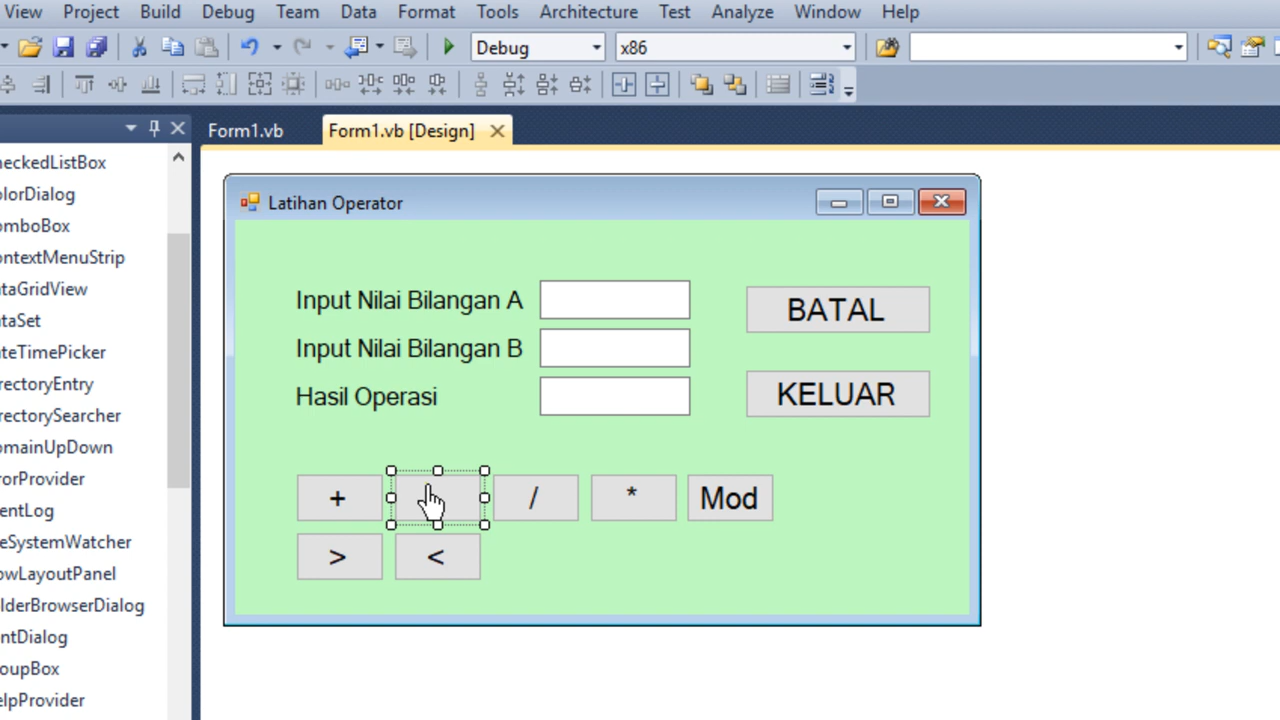 View Project Build Debug Team Data Format Tools Architecture Test Analyze Window Help
Debug x86
Form1.vb Form1.vb [Design]
heckedListBox
olorDialog
omboBox
ontextMenuStrip
ataGridView
ataSet
ateTimePicker
rectoryEntry
rectorySearcher
omainUpDown
rorProvider
entLog
eSystemWatcher
owLayoutPanel
lderBrowserDialog
ntDialog
oupBox
elpProvider
Latihan Operator
Input Nilai Bilangan A
Input Nilai Bilangan B
Hasil Operasi
BATAL
KELUAR
+ / * Mod
> <